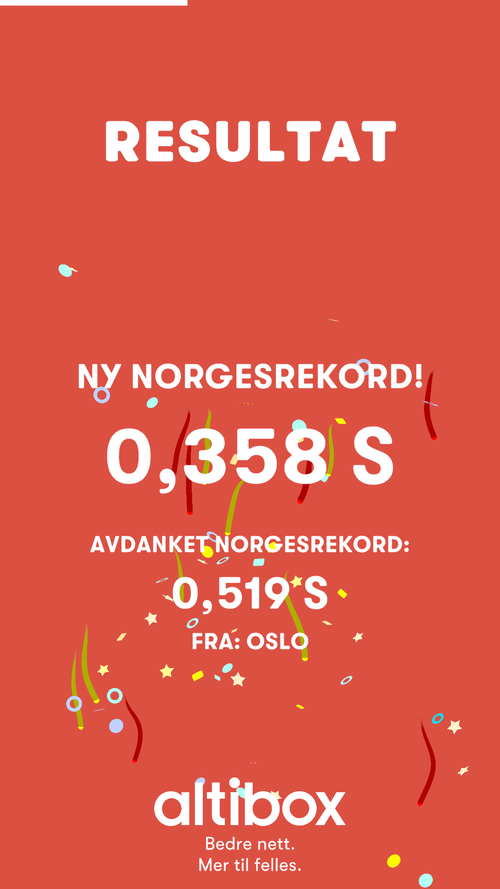 RESULTAT
NY NORGESREKORD!
0,358 S
AVDANKET NORGESREKORD:
0,519 S
FRA: OSLO
altibox
Bedre nett.
Mer til felles.